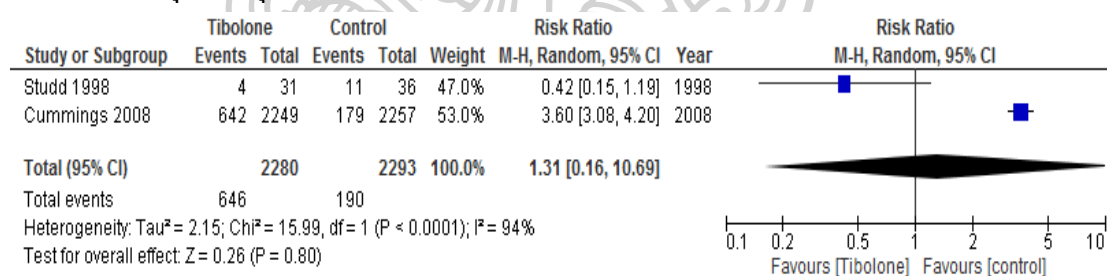 Tibolone Control Risk Ratio Risk Ratio
Study or Subgroup Events Total Events Total Weight M-H, Random, 95% CI Year M-H, Random, 95% CI
Studd 1998 4 31 11 36 47.0% 0.42 [0.15, 1.19] 1998
Cummings 2008 642 2249 179 2257 53.0% 3.60 [3.08, 4.20] 2008
Total (95% CI) 2280 2293 100.0% 1.31 [0.16, 10.69]
Total events 646 190
Heterogeneity: Tau² = 2.15; Chi² = 15.99, df = 1 (P < 0.0001); I² = 94%
Test for overall effect: Z = 0.26 (P = 0.80)
0.1 0.2 0.5 1 2 5 10
Favours [Tibolone] Favours [control]